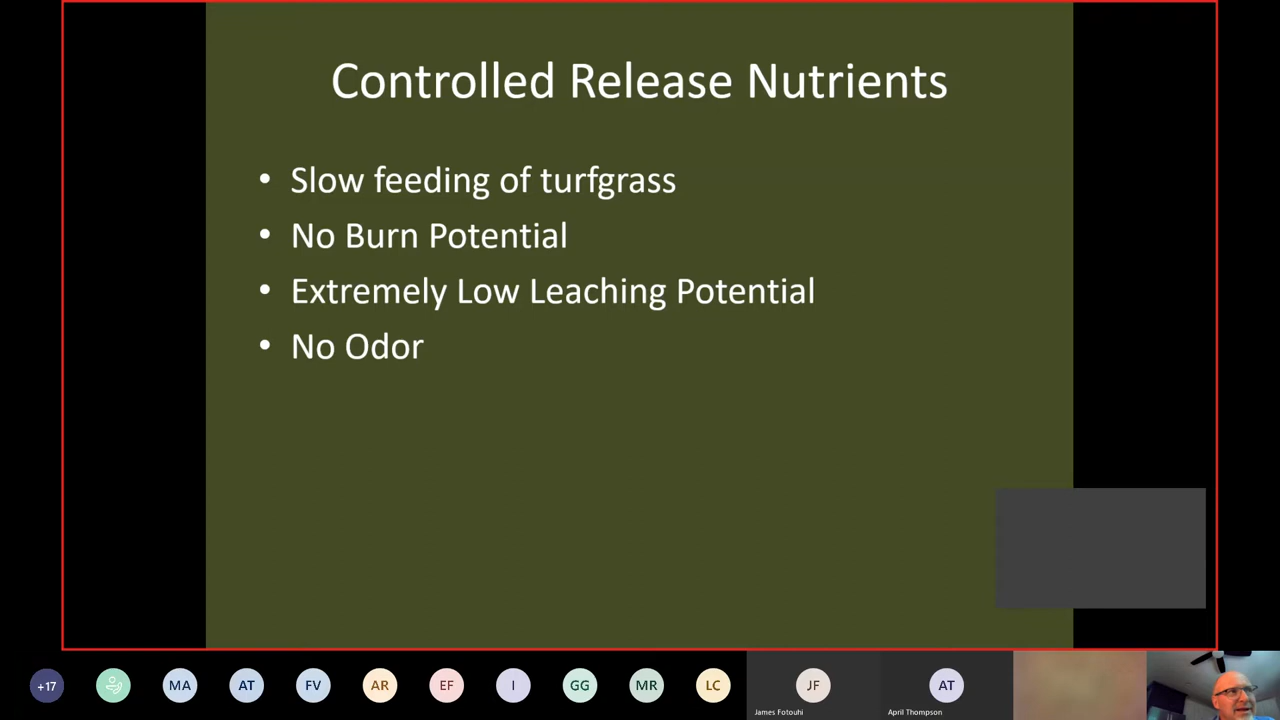 Controlled Release Nutrients
• Slow feeding of turfgrass
• No Burn Potential
• Extremely Low Leaching Potential
• No Odor
+17
MA
AT
FV
AR
EF
I
GG
MR
LC
JF
AT
James Fotouhi
April Thompson